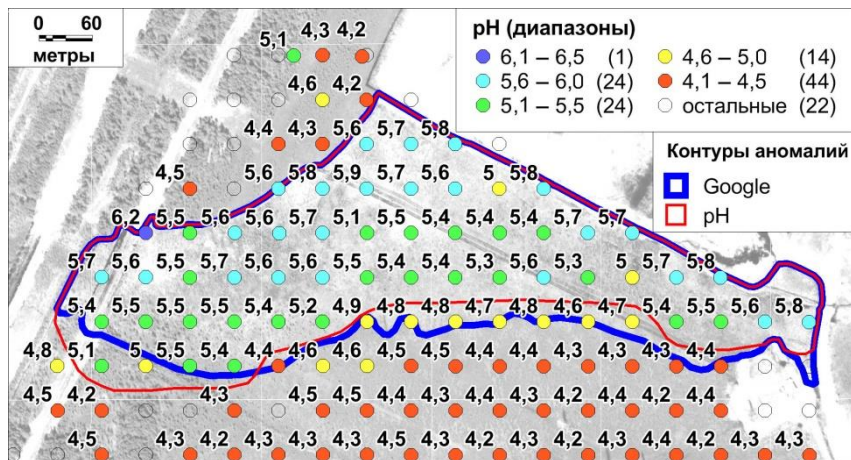 0 60
метры
5,1 4,3 4,2
pH (диапазоны)
6,1 – 6,5 (1)
5,6 – 6,0 (24)
5,1 – 5,5 (24)
4,6 – 5,0 (14)
4,1 – 4,5 (44)
остальные (22)
Контуры аномалий
Google
pH
4,6 4,2
4,4 4,3 5,6 5,7 5,8
4,5 5,6 5,8 5,9 5,7 5,6 5 5,8
6,2 5,5 5,6 5,6 5,7 5,1 5,5 5,4 5,4 5,4 5,7 5,7
5,7 5,6 5,5 5,7 5,6 5,6 5,5 5,4 5,4 5,3 5,6 5,3 5 5,7 5,8
5,4 5,5 5,5 5,5 5,4 5,2 4,9 4,8 4,8 4,7 4,8 4,6 4,7 5,4 5,5 5,6 5,8
4,8 5,1 5 5,5 5,4 4,4 4,6 4,6 4,5 4,5 4,4 4,4 4,4 4,3 4,4
4,5 4,2 4,3 4,2 4,5 4,4 4,4 4,3 4,3 4,3 4,2 4,4 4,2
4,5 4,3 4,2 4,3 4,5 4,3 4,2 4,3 4,2 4,3 4,4 4,2 4,2 4,3 4,3